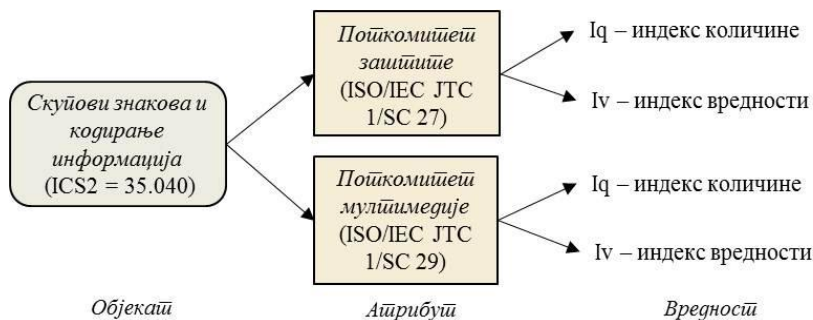 Скупови знакова и
кодирање
информација
(ICS2 = 35.040)
Поткомитет
заштите
(ISO/IEC JTC
1/SC 27)
Поткомитет
мултимедије
(ISO/IEC JTC
1/SC 29)
Iq – индекс количине
Iv – индекс вредности
Iq – индекс количине
Iv – индекс вредности
Објекат
Атрибут
Вредност